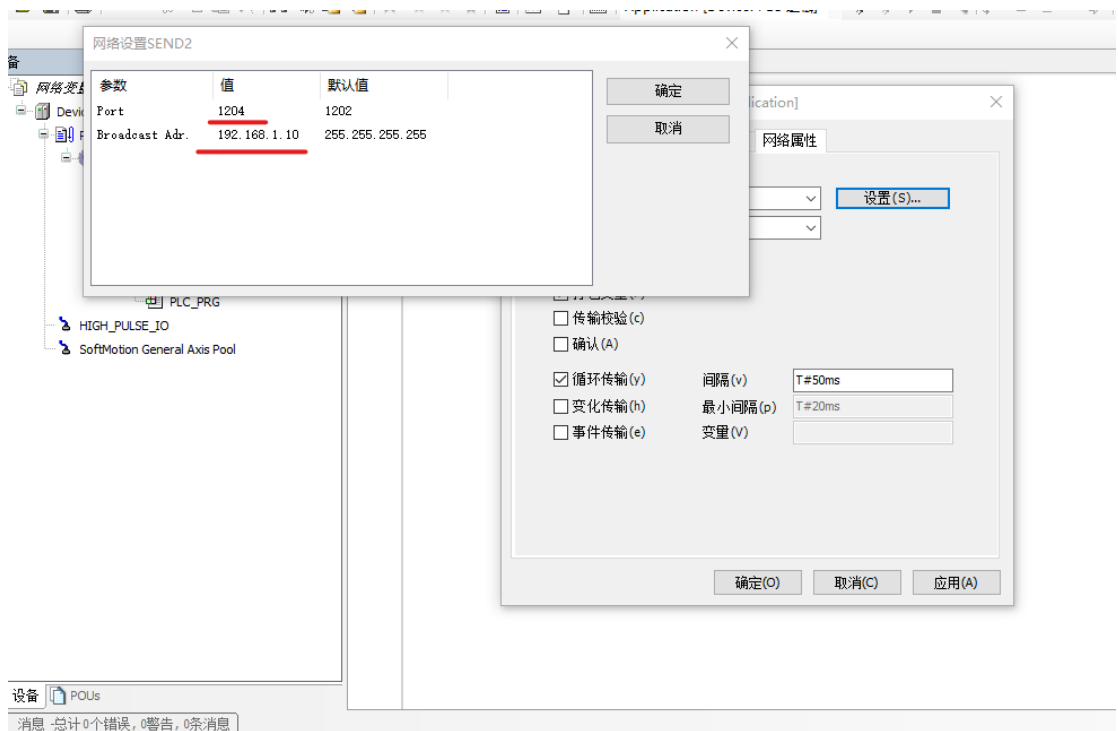 网络设置SEND2
参数 值 默认值
Port 1204 1202
Broadcast Adr. 192.168.1.10 255.255.255.255
确定
取消
备
Devic
PLC_PRG
HIGH_PULSE_IO
SoftMotion General Axis Pool
ication]
网络属性
设置(S)...
传输校验(c)
确认(A)
循环传输(y) 间隔(v) T#50ms
变化传输(h) 最小间隔(p) T#20ms
事件传输(e) 变量(V)
确定(O) 取消(C) 应用(A)
设备 POUs
消息 -总计0个错误, 0警告, 0条消息